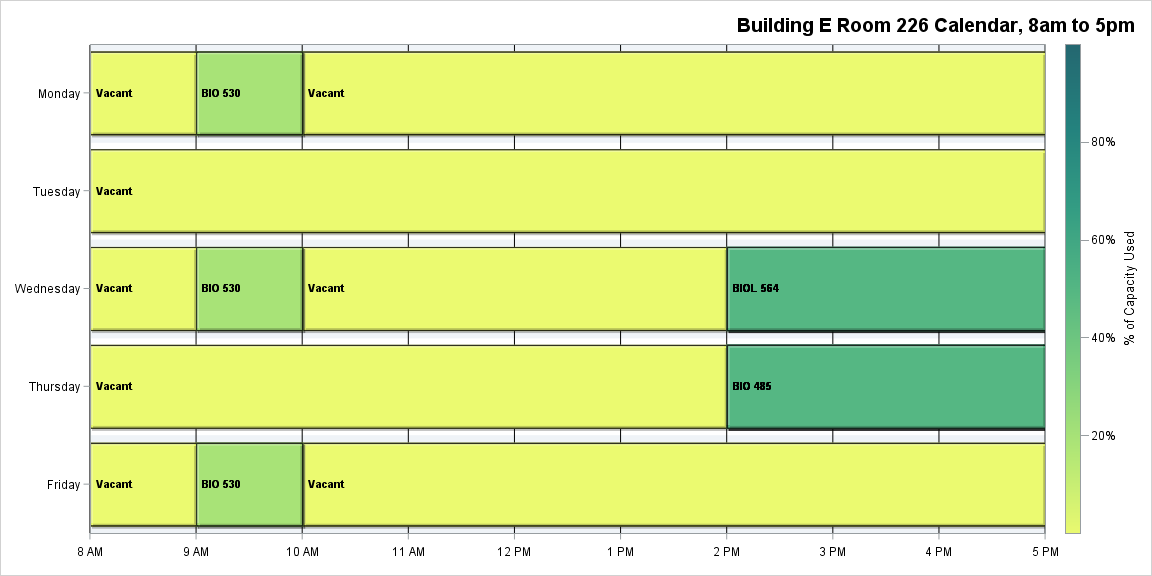 Building E Room 226 Calendar, 8am to 5pm
Monday
Vacant
BIO 530
Vacant
Tuesday
Vacant
Wednesday
Vacant
BIO 530
Vacant
BIOL 564
Thursday
Vacant
BIO 485
Friday
Vacant
BIO 530
Vacant
8 AM
9 AM
10 AM
11 AM
12 PM
1 PM
2 PM
3 PM
4 PM
5 PM
80%
60%
40%
20%
% of Capacity Used